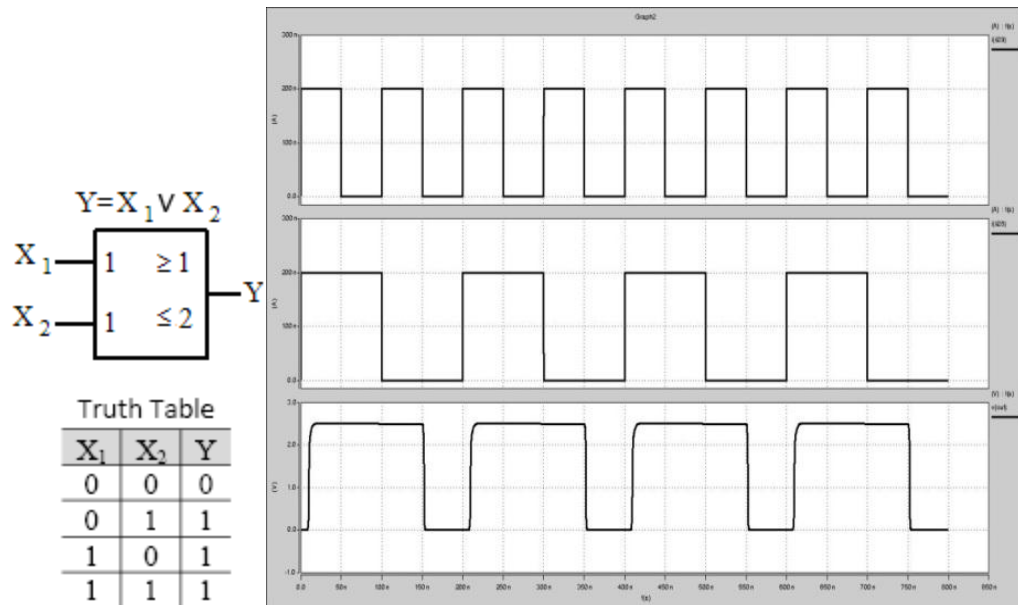 Y=X1∨X2
X1 1 ≥ 1
Y
X2 1 ≤ 2
Truth Table
X1 X2 Y
0 0 0
0 1 1
1 0 1
1 1 1
Graph2
(A) : t(s)
300n
200n
100n
0.0
(A)
(A) : t(s)
300n
200n
100n
0.0
(A)
(V) : t(s)
v(out)
3.0
2.0
1.0
0.0
-1.0
(V)
0.0 50n 100n 150n 200n 250n 300n 350n 400n 450n 500n 550n 600n 650n 700n 750n 800n 850n
t(s)